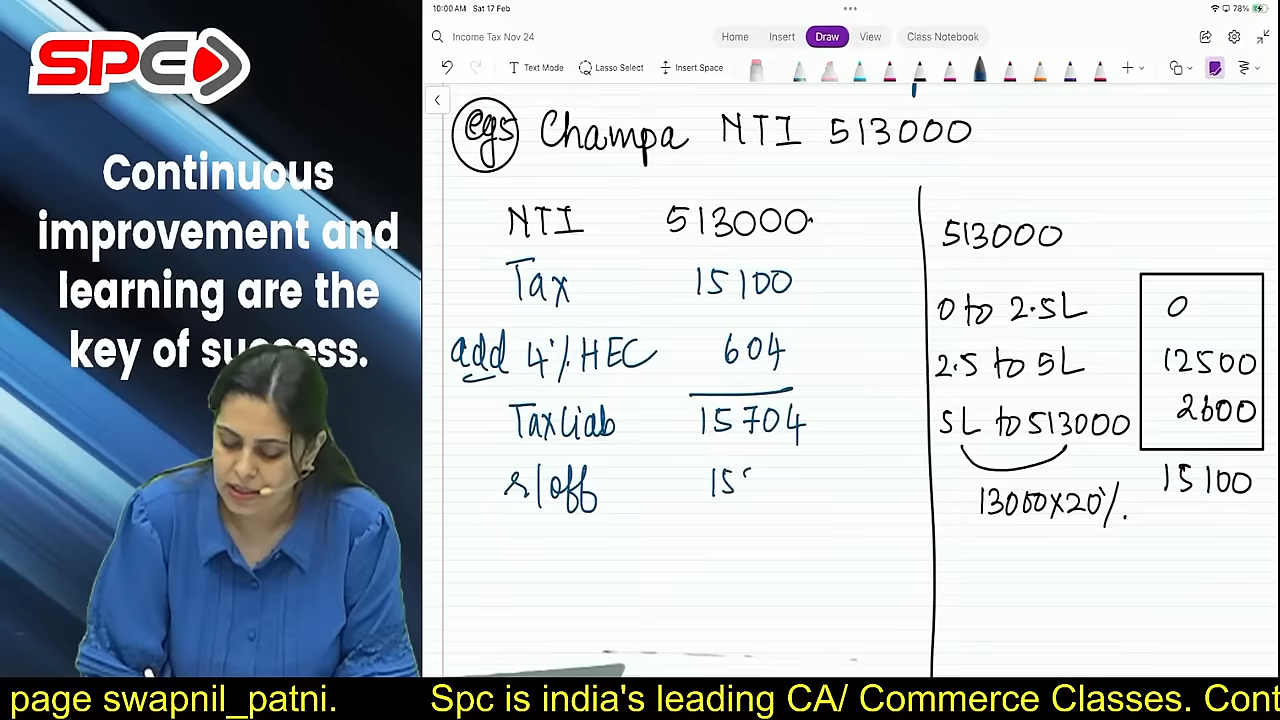 10:00 AM Sat 17 Feb
78%
Income Tax Nov 24
Home Insert Draw View Class Notebook
Text Mode Lasso Select Insert Space
SPC
Continuous
improvement and
learning are the
key of success.
eg5 Champa NTI 513000
NTI 513000
Tax 15100
add 4% HEC 604
Tax Liab 15704
r/off 15
513000
0 to 2.5L 0
2.5 to 5L 12500
5L to 513000 2600
13000x20%.
15100
page swapnil_patni. Spc is india's leading CA/ Commerce Classes. Cont